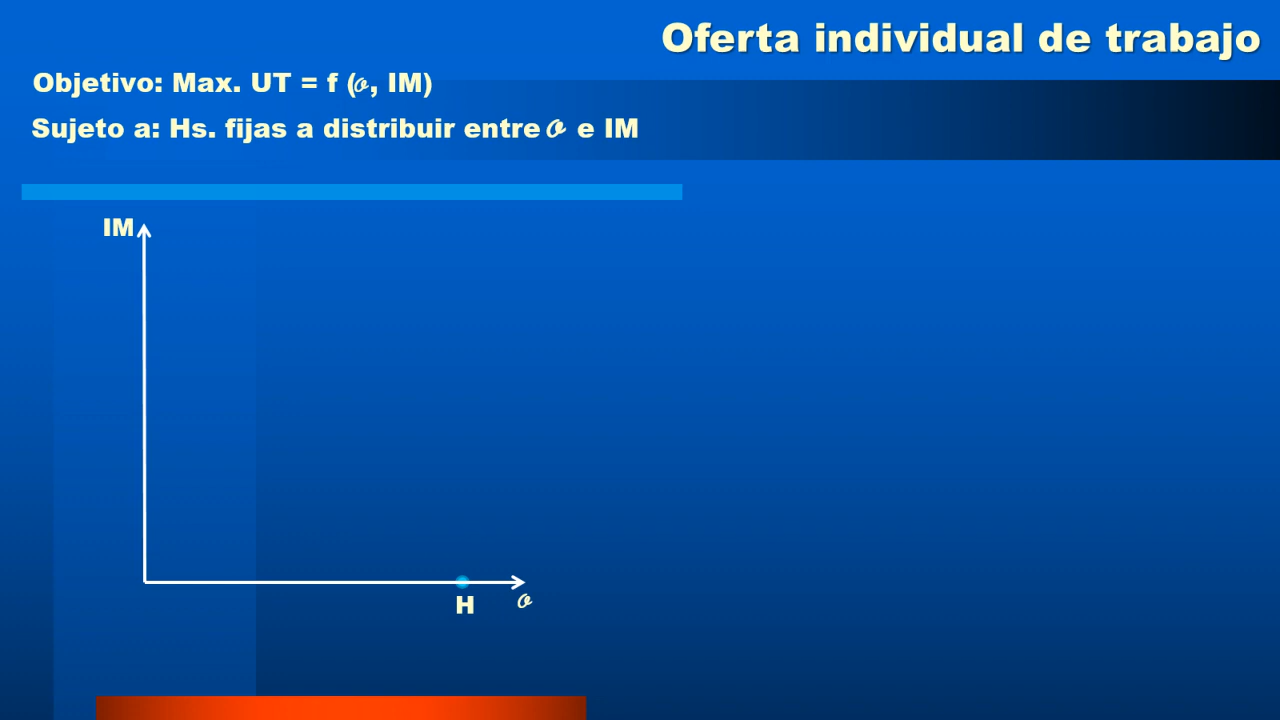 Oferta individual de trabajo
Objetivo: Max. UT = f (o, IM)
Sujeto a: Hs. fijas a distribuir entre o e IM
IM
H
o